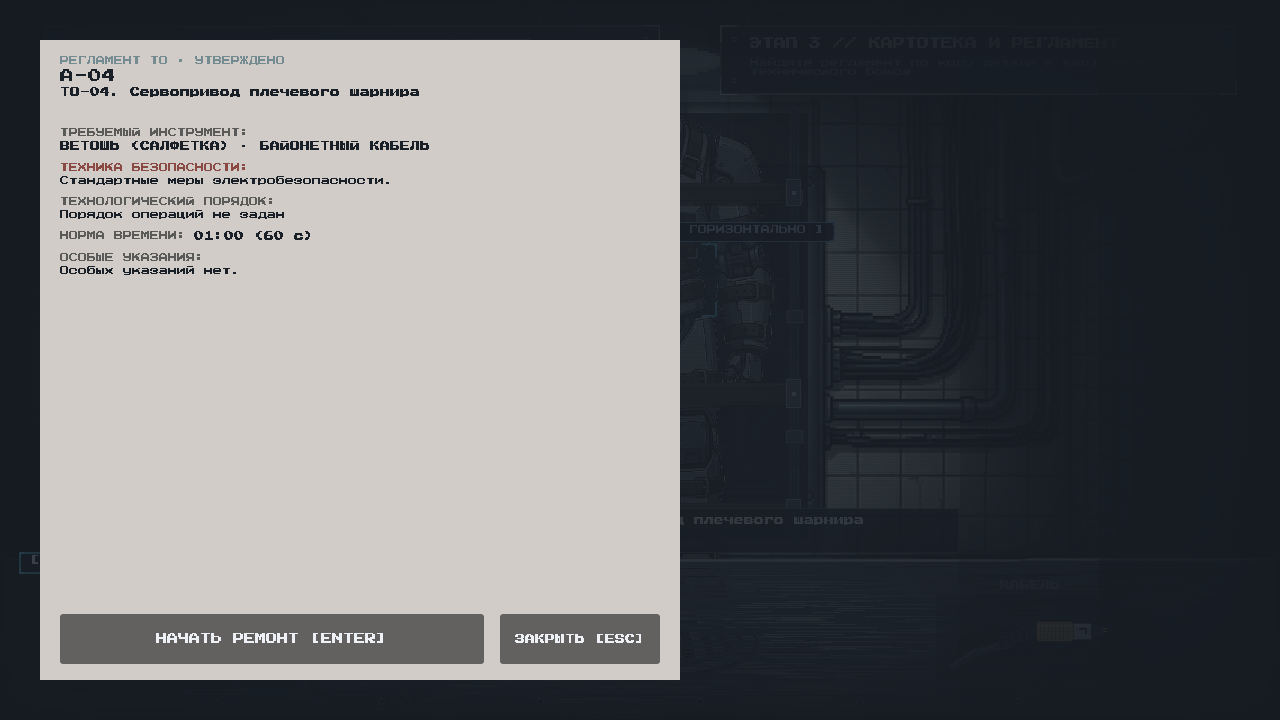 РЕГЛАМЕНТ ТО · УТВЕРЖДЕНО
А-04
ТО-04. Сервопривод плечевого шарнира
ТРЕБУЕМЫЙ ИНСТРУМЕНТ:
ВЕТОШЬ (САЛФЕТКА) · БАЙОНЕТНЫЙ КАБЕЛЬ
ТЕХНИКА БЕЗОПАСНОСТИ:
Стандартные меры электробезопасности.
ТЕХНОЛОГИЧЕСКИЙ ПОРЯДОК:
Порядок операций не задан
НОРМА ВРЕМЕНИ: 01:00 (60 с)
ОСОБЫЕ УКАЗАНИЯ:
Особых указаний нет.
НАЧАТЬ РЕМОНТ [ENTER]
ЗАКРЫТЬ [ESC]
ЭТАП 3 // КАРТОТЕКА И РЕГЛАМЕНТ
ГОРИЗОНТАЛЬНО ]
плечевого шарнира
КАБЕЛЬ